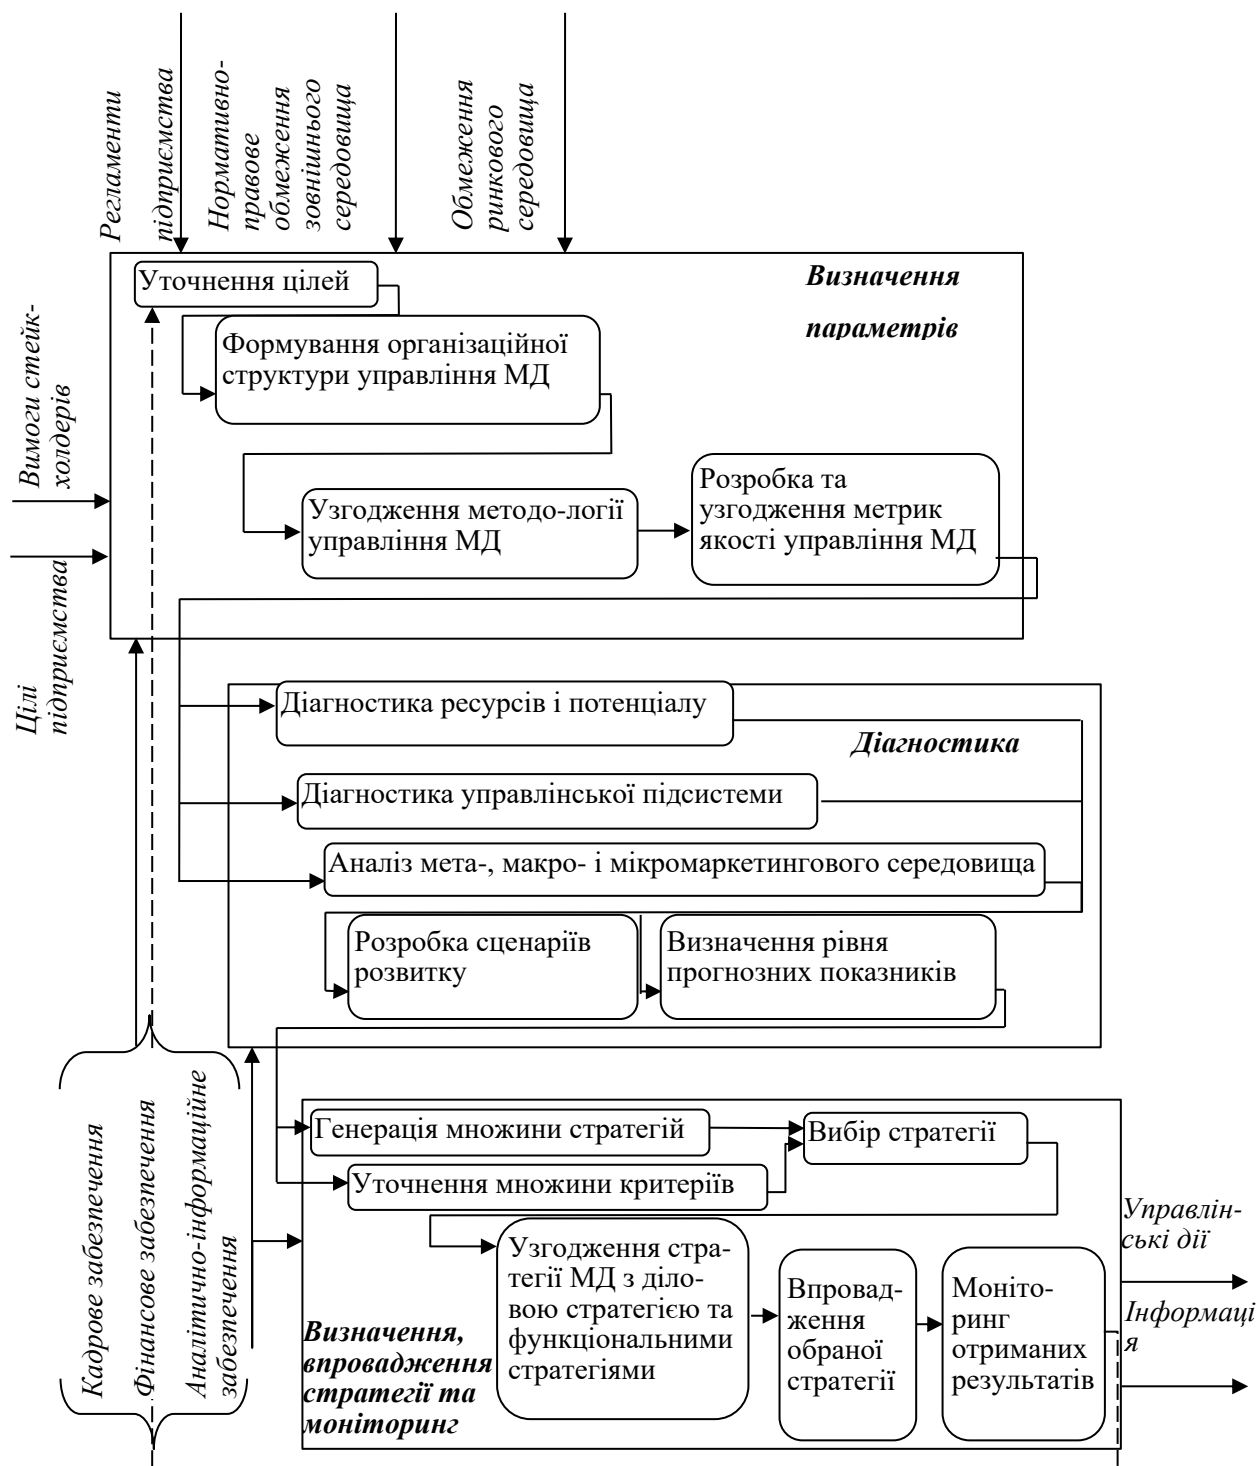 Регламенти
підприємства
Нормативно-
правове
обмеження
зовнішнього
середовища
Обмеження
ринкового
середовища
Визначення
параметрів
Уточнення цілей
Формування організаційної
структури управління МД
Вимоги стейк-
холдерів
Узгодження методо-логії
управління МД
Розробка та
узгодження метрик
якості управління МД
Цілі
підприємства
Діагностика ресурсів і потенціалу
Діагностика
Діагностика управлінської підсистеми
Аналіз мета-, макро- і мікромаркетингового середовища
Розробка сценаріїв
розвитку
Визначення рівня
прогнозних показників
Кадрове забезпечення
Фінансове забезпечення
Аналітично-інформаційне
забезпечення
Генерація множини стратегій
Вибір стратегії
Уточнення множини критеріїв
Узгодження стра-
тегії МД з діло-
вою стратегією та
функціональними
стратегіями
Впровад-
ження
обраної
стратегії
Моніто-
ринг
отриманих
результатів
Визначення,
впровадження
стратегії та
моніторинг
Управлін-
ські дії
Інформаці
я